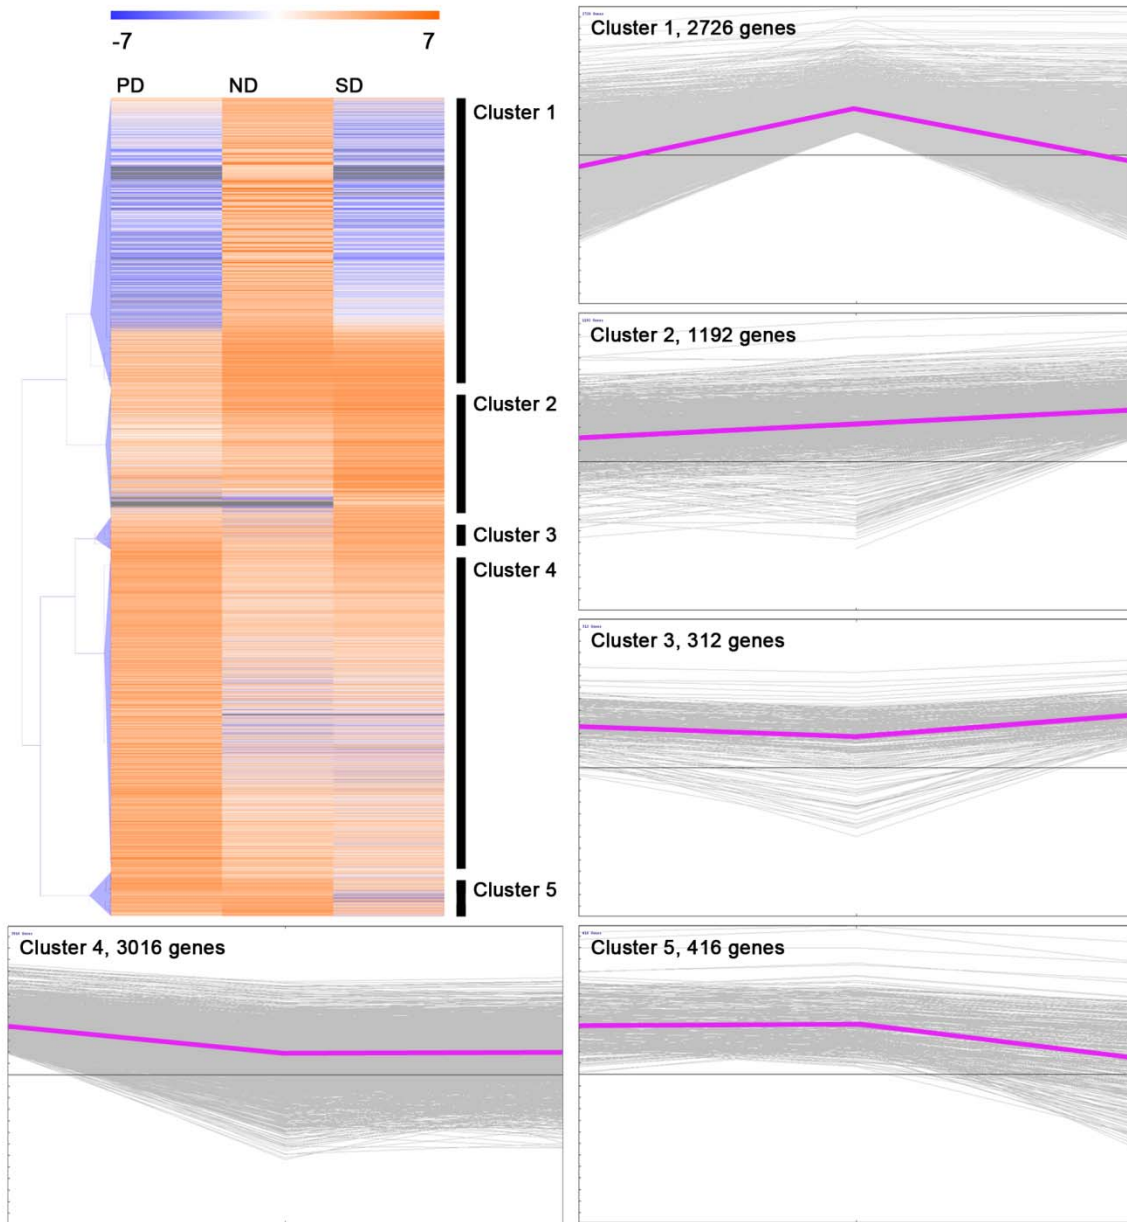 -7 7
PD ND SD
Cluster 1
Cluster 2
Cluster 3
Cluster 4
Cluster 5
Cluster 1, 2726 genes
Cluster 2, 1192 genes
Cluster 3, 312 genes
Cluster 4, 3016 genes
Cluster 5, 416 genes